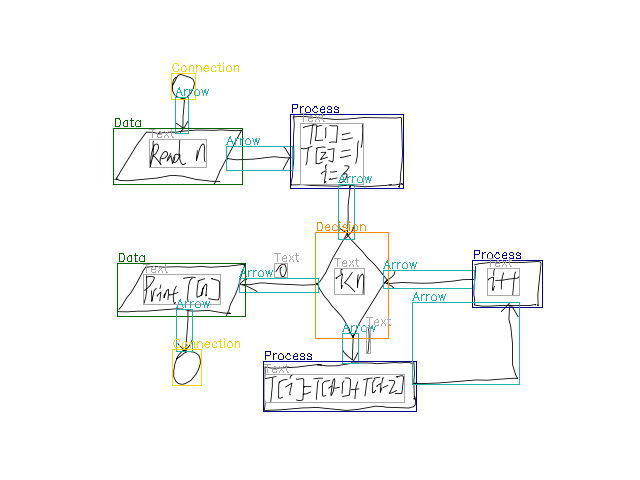 Connection
Arrow
Data
Text
Read n
Arrow
Process
Text
T[1]=1
T[2]=1
i=3
Arrow
Decision
Text
i<n
Arrow
Text
0
Data
Text
Print T[n]
Arrow
Connection
Arrow
Process
Text
i++
Arrow
Arrow
Text
1
Process
Text
T[i]=T[i-1]+T[i-2]